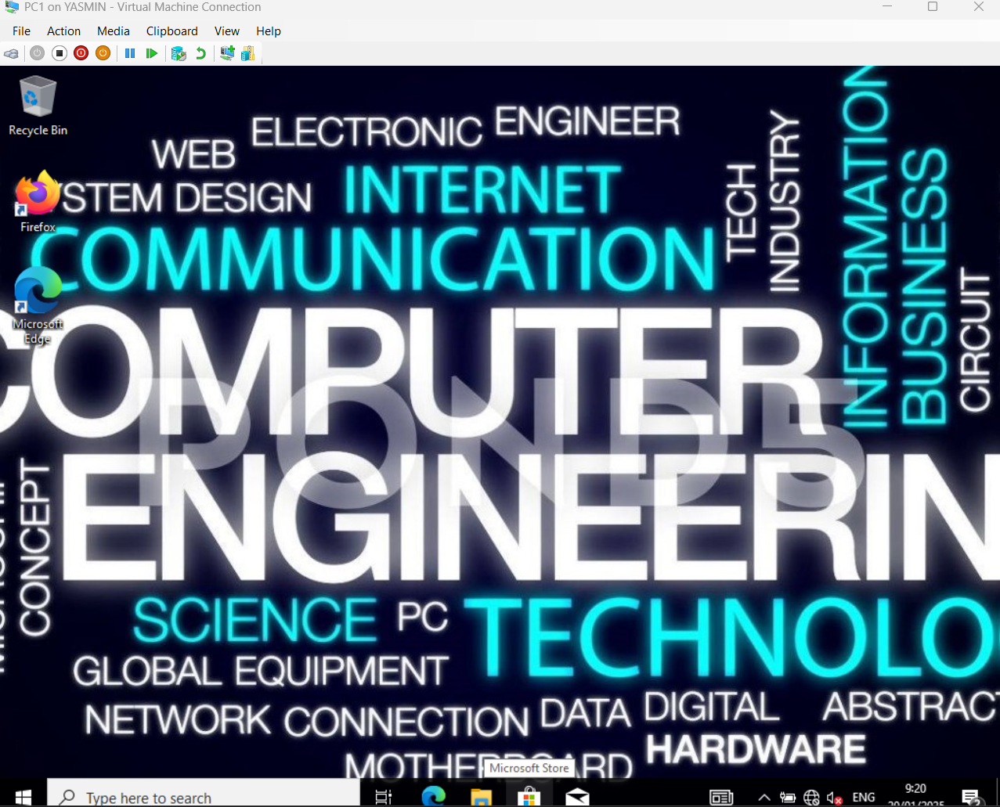 PC1 on YASMIN - Virtual Machine Connection
File Action Media Clipboard View Help
Recycle Bin
Firefox
Microsoft
Edge
ELECTRONIC ENGINEER
WEB
STEM DESIGN
INTERNET
COMMUNICATION
TECH
INDUSTRY
INFORMATION
BUSINESS
CIRCUIT
COMPUTER
POND5
ENGINEERIN
CONCEPT
SCIENCE PC TECHNOLO
GLOBAL EQUIPMENT
NETWORK CONNECTION DATA DIGITAL ABSTRACT
HARDWARE
MOTHERBOARD
Microsoft Store
Type here to search
ENG
9:20
20/01/2025
2